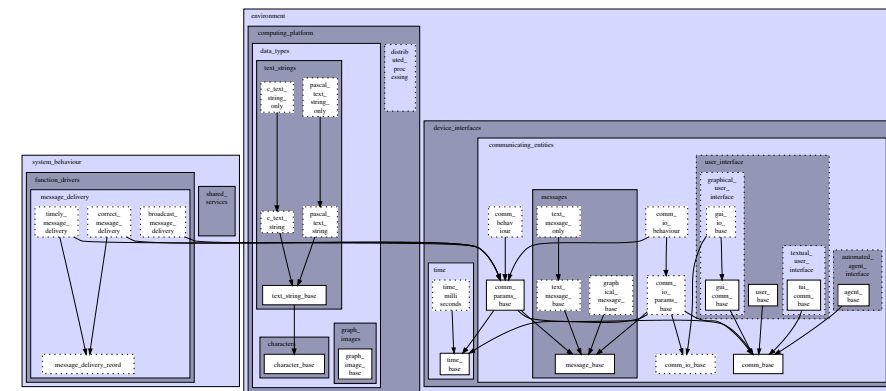 environment
computing_platform
data_types
text_strings
c_text_
string_
only
pascal_
text_
string_
only
c_text_
string
pascal_
text_
string
text_string_base
characters
character_base
graph_
images
graph_
image_
base
distrib
uted_
proc
essing
system_behaviour
function_drivers
message_delivery
timely_
message_
delivery
correct_
message_
delivery
broadcast_
message_
delivery
message_delivery_record
shared_
services
device_interfaces
time
time_
milli
seconds
time_
base
communicating_entities
comm_
behav
iour
comm_
params_
base
messages
text_
message_
only
text_
message_
base
graph
ical_
message_
base
message_base
comm_
io_
behaviour
comm_
io_
params_
base
comm_io_base
user_interface
graphical_
user_
interface
gui_
io_
base
gui_
comm_
base
user_
base
textual_
user_
interface
tui_
comm_
base
comm_base
automated_
agent_
interface
agent_
base